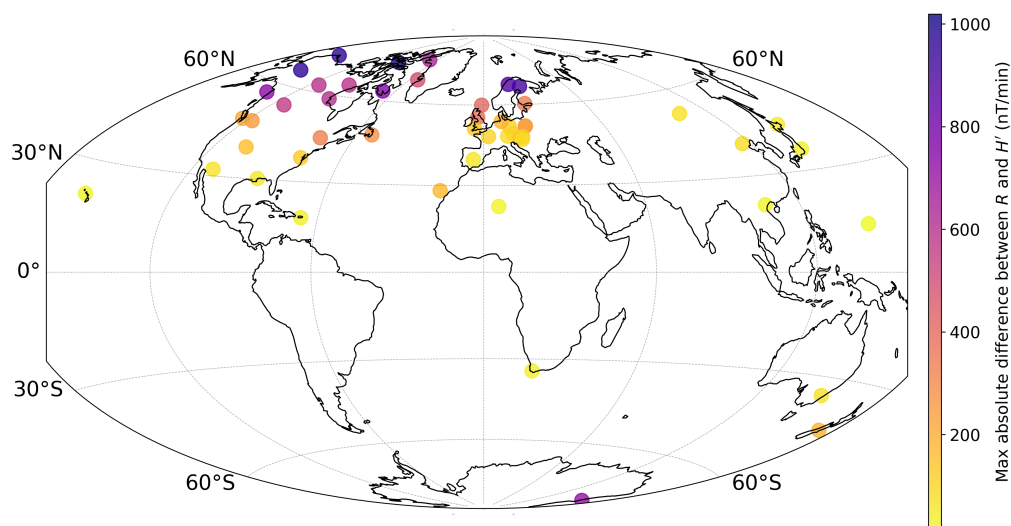 60°N
60°N
30°N
0°
30°S
60°S
60°S
1000
800
600
400
200
Max absolute difference between R and H′ (nT/min)